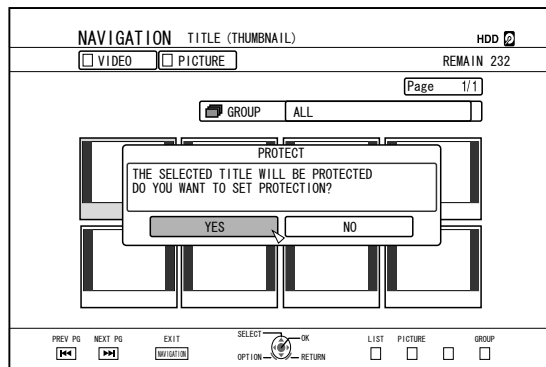 NAVIGATION TITLE (THUMBNAIL) HDD
VIDEO PICTURE REMAIN 232
Page 1/1
GROUP ALL
PROTECT
THE SELECTED TITLE WILL BE PROTECTED
DO YOU WANT TO SET PROTECTION?
YES NO
PREV PG NEXT PG EXIT SELECT OK LIST PICTURE GROUP
NAVIGATION OPTION RETURN